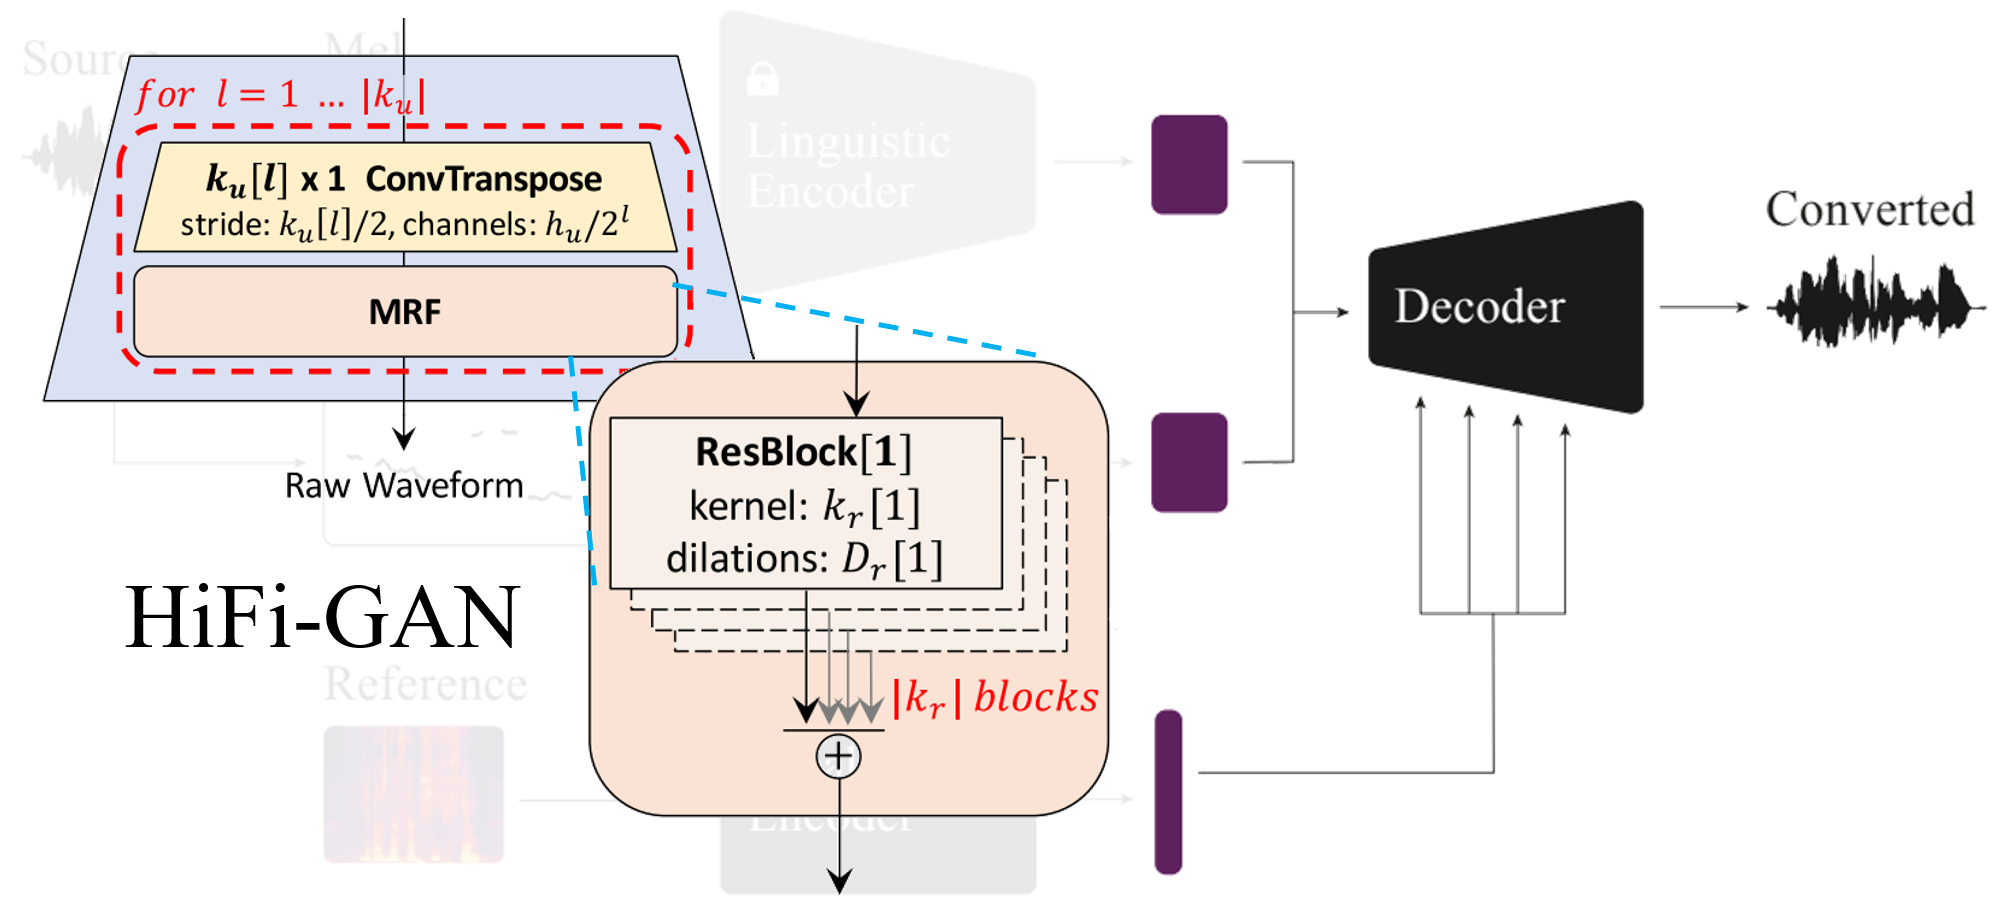 Source
Mel
for l = 1 ... |k_u|
k_u[l] x 1 ConvTranspose
stride: k_u[l]/2, channels: h_u/2^l
MRF
Raw Waveform
HiFi-GAN
Reference
Linguistic
Encoder
ResBlock[1]
kernel: k_r[1]
dilations: D_r[1]
|k_r| blocks
+
Encoder
Decoder
Converted